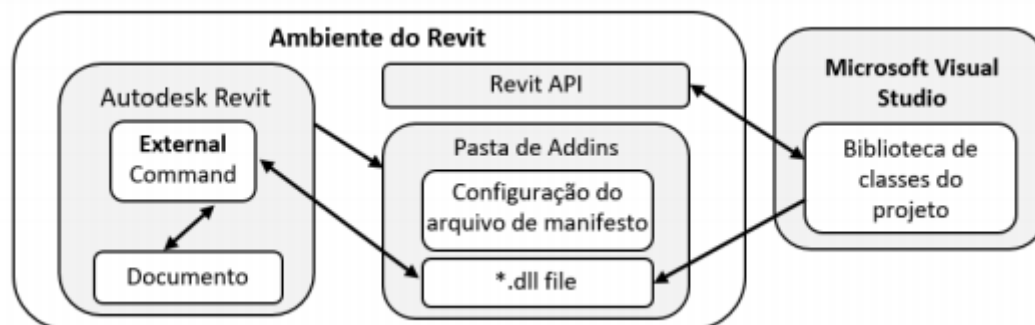 Ambiente do Revit
Autodesk Revit
External
Command
Documento
Revit API
Pasta de Addins
Configuração do
arquivo de manifesto
*.dll file
Microsoft Visual
Studio
Biblioteca de
classes do
projeto